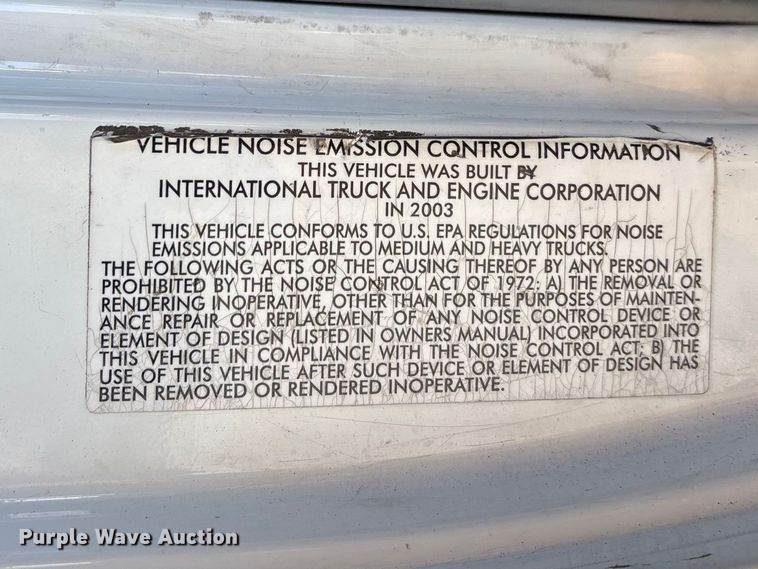 VEHICLE NOISE EMISSION CONTROL INFORMATION
THIS VEHICLE WAS BUILT BY
INTERNATIONAL TRUCK AND ENGINE CORPORATION
IN 2003
THIS VEHICLE CONFORMS TO U.S. EPA REGULATIONS FOR NOISE
EMISSIONS APPLICABLE TO MEDIUM AND HEAVY TRUCKS.
THE FOLLOWING ACTS OR THE CAUSING THEREOF BY ANY PERSON ARE
PROHIBITED BY THE NOISE CONTROL ACT OF 1972: A) THE REMOVAL OR
RENDERING INOPERATIVE, OTHER THAN FOR THE PURPOSES OF MAINTEN-
ANCE REPAIR OR REPLACEMENT OF ANY NOISE CONTROL DEVICE OR
ELEMENT OF DESIGN (LISTED IN OWNERS MANUAL) INCORPORATED INTO
THIS VEHICLE IN COMPLIANCE WITH THE NOISE CONTROL ACT; B) THE
USE OF THIS VEHICLE AFTER SUCH DEVICE OR ELEMENT OF DESIGN HAS
BEEN REMOVED OR RENDERED INOPERATIVE.
Purple Wave Auction